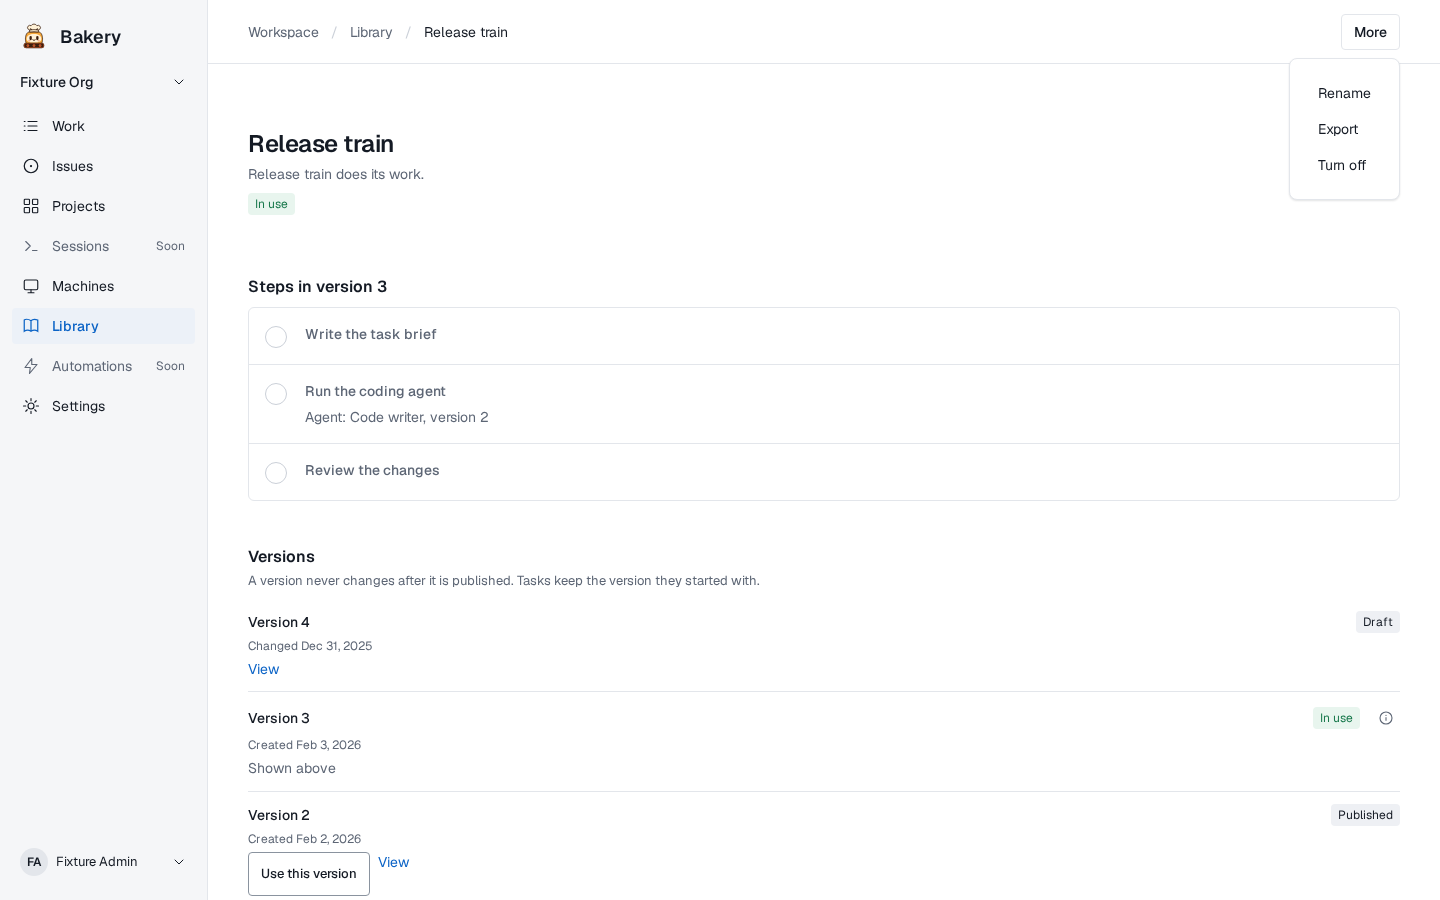 Bakery
Fixture Org
Work
Issues
Projects
Sessions Soon
Machines
Library
Automations Soon
Settings
FA Fixture Admin
Workspace / Library / Release train
More
Rename
Export
Turn off
Release train
Release train does its work.
In use
Steps in version 3
Write the task brief
Run the coding agent
Agent: Code writer, version 2
Review the changes
Versions
A version never changes after it is published. Tasks keep the version they started with.
Version 4 Draft
Changed Dec 31, 2025
View
Version 3 In use
Created Feb 3, 2026
Shown above
Version 2 Published
Created Feb 2, 2026
Use this version View